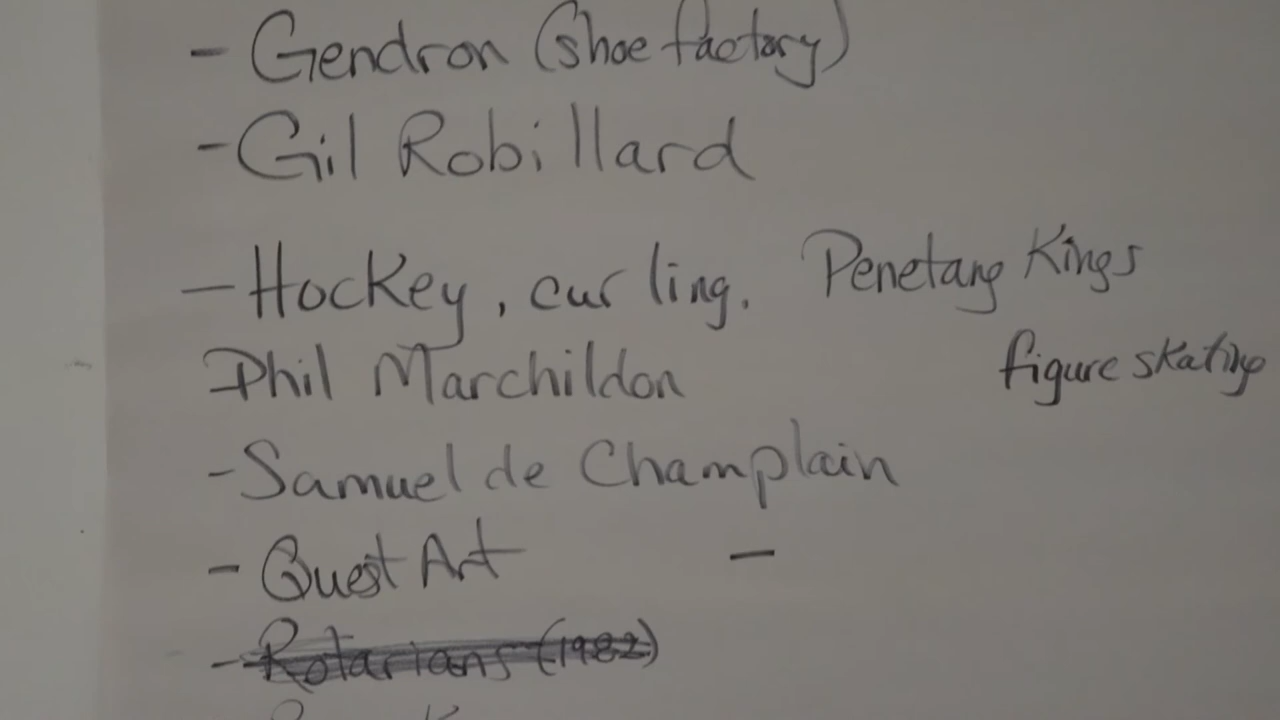 - Gendron (shoe factory)
- Gil Robillard
- Hockey, curling. Penetang Kings
figure skating
Phil Marchildon
- Samuel de Champlain
- Quest Art -
- Rotarians (1982)